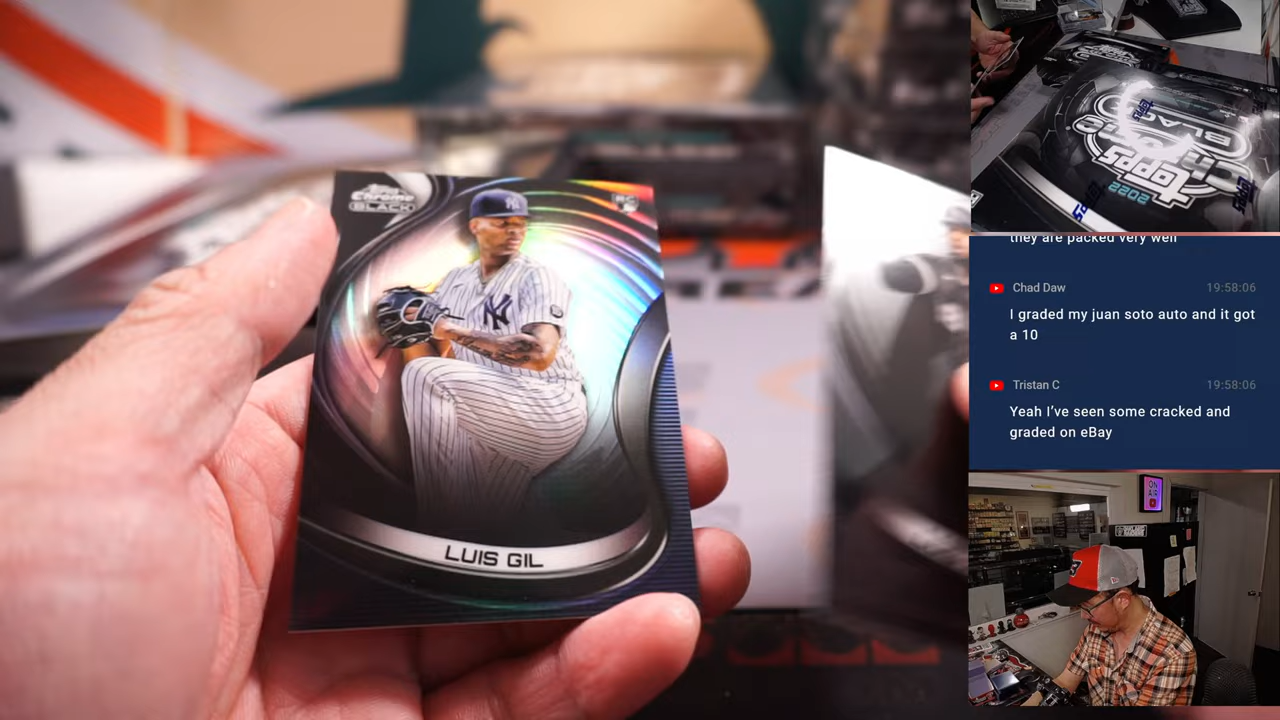 Topps
Chrome
BLACK
RC
NY
LUIS GIL
topps
BLACK
2022
topps
they are packed very well
Chad Daw
19:58:06
I graded my juan soto auto and it got
a 10
Tristan C
19:58:06
Yeah I've seen some cracked and
graded on eBay
ON
AIR